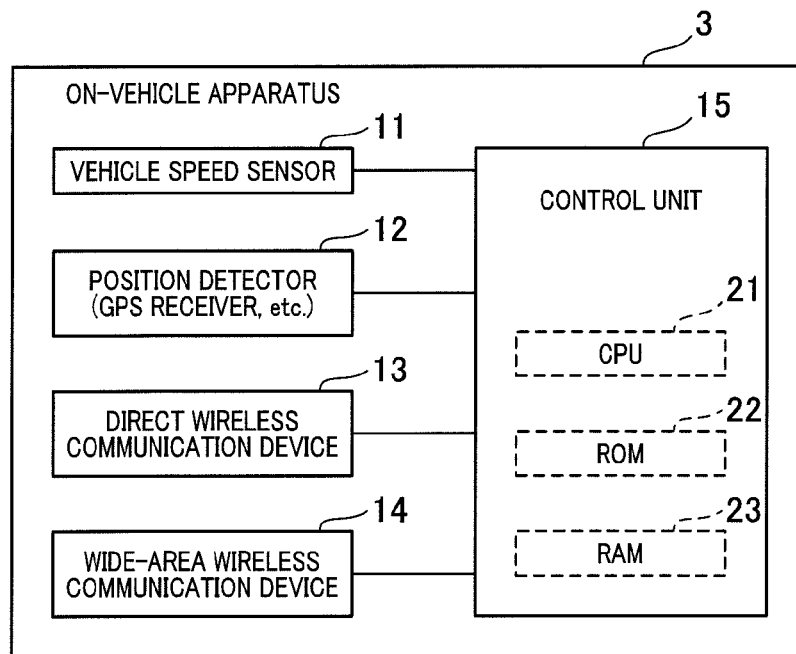 3
ON-VEHICLE APPARATUS
11
VEHICLE SPEED SENSOR
12
POSITION DETECTOR
(GPS RECEIVER, etc.)
13
DIRECT WIRELESS
COMMUNICATION DEVICE
14
WIDE-AREA WIRELESS
COMMUNICATION DEVICE
15
CONTROL UNIT
21
CPU
22
ROM
23
RAM